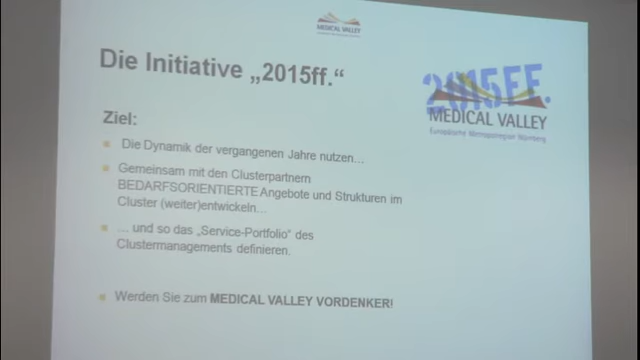 MEDICAL VALLEY
Die Initiative „2015ff.“
2015FF.
MEDICAL VALLEY
Europäische Metropolregion Nürnberg
Ziel:
Die Dynamik der vergangenen Jahre nutzen…
Gemeinsam mit den Clusterpartnern
BEDARFSORIENTIERTE Angebote und Strukturen im
Cluster (weiter)entwickeln…
… und so das „Service-Portfolio“ des
Clustermanagements definieren.
Werden Sie zum MEDICAL VALLEY VORDENKER!